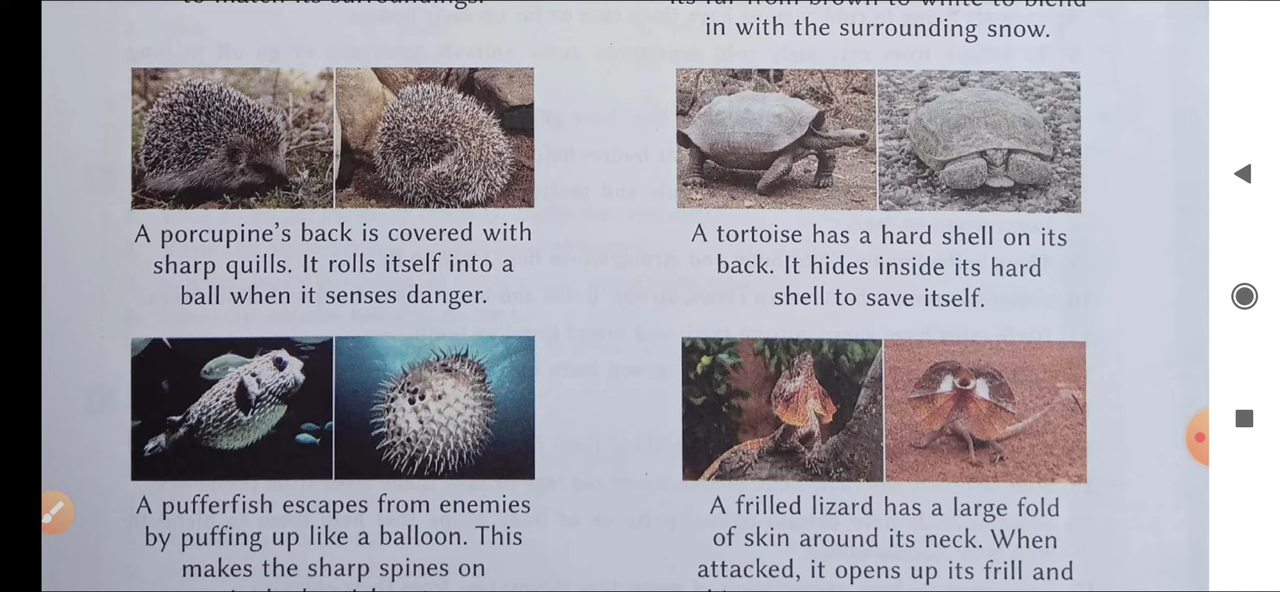 in with the surrounding snow.
A porcupine's back is covered with
sharp quills. It rolls itself into a
ball when it senses danger.
A tortoise has a hard shell on its
back. It hides inside its hard
shell to save itself.
A pufferfish escapes from enemies
by puffing up like a balloon. This
makes the sharp spines on
A frilled lizard has a large fold
of skin around its neck. When
attacked, it opens up its frill and